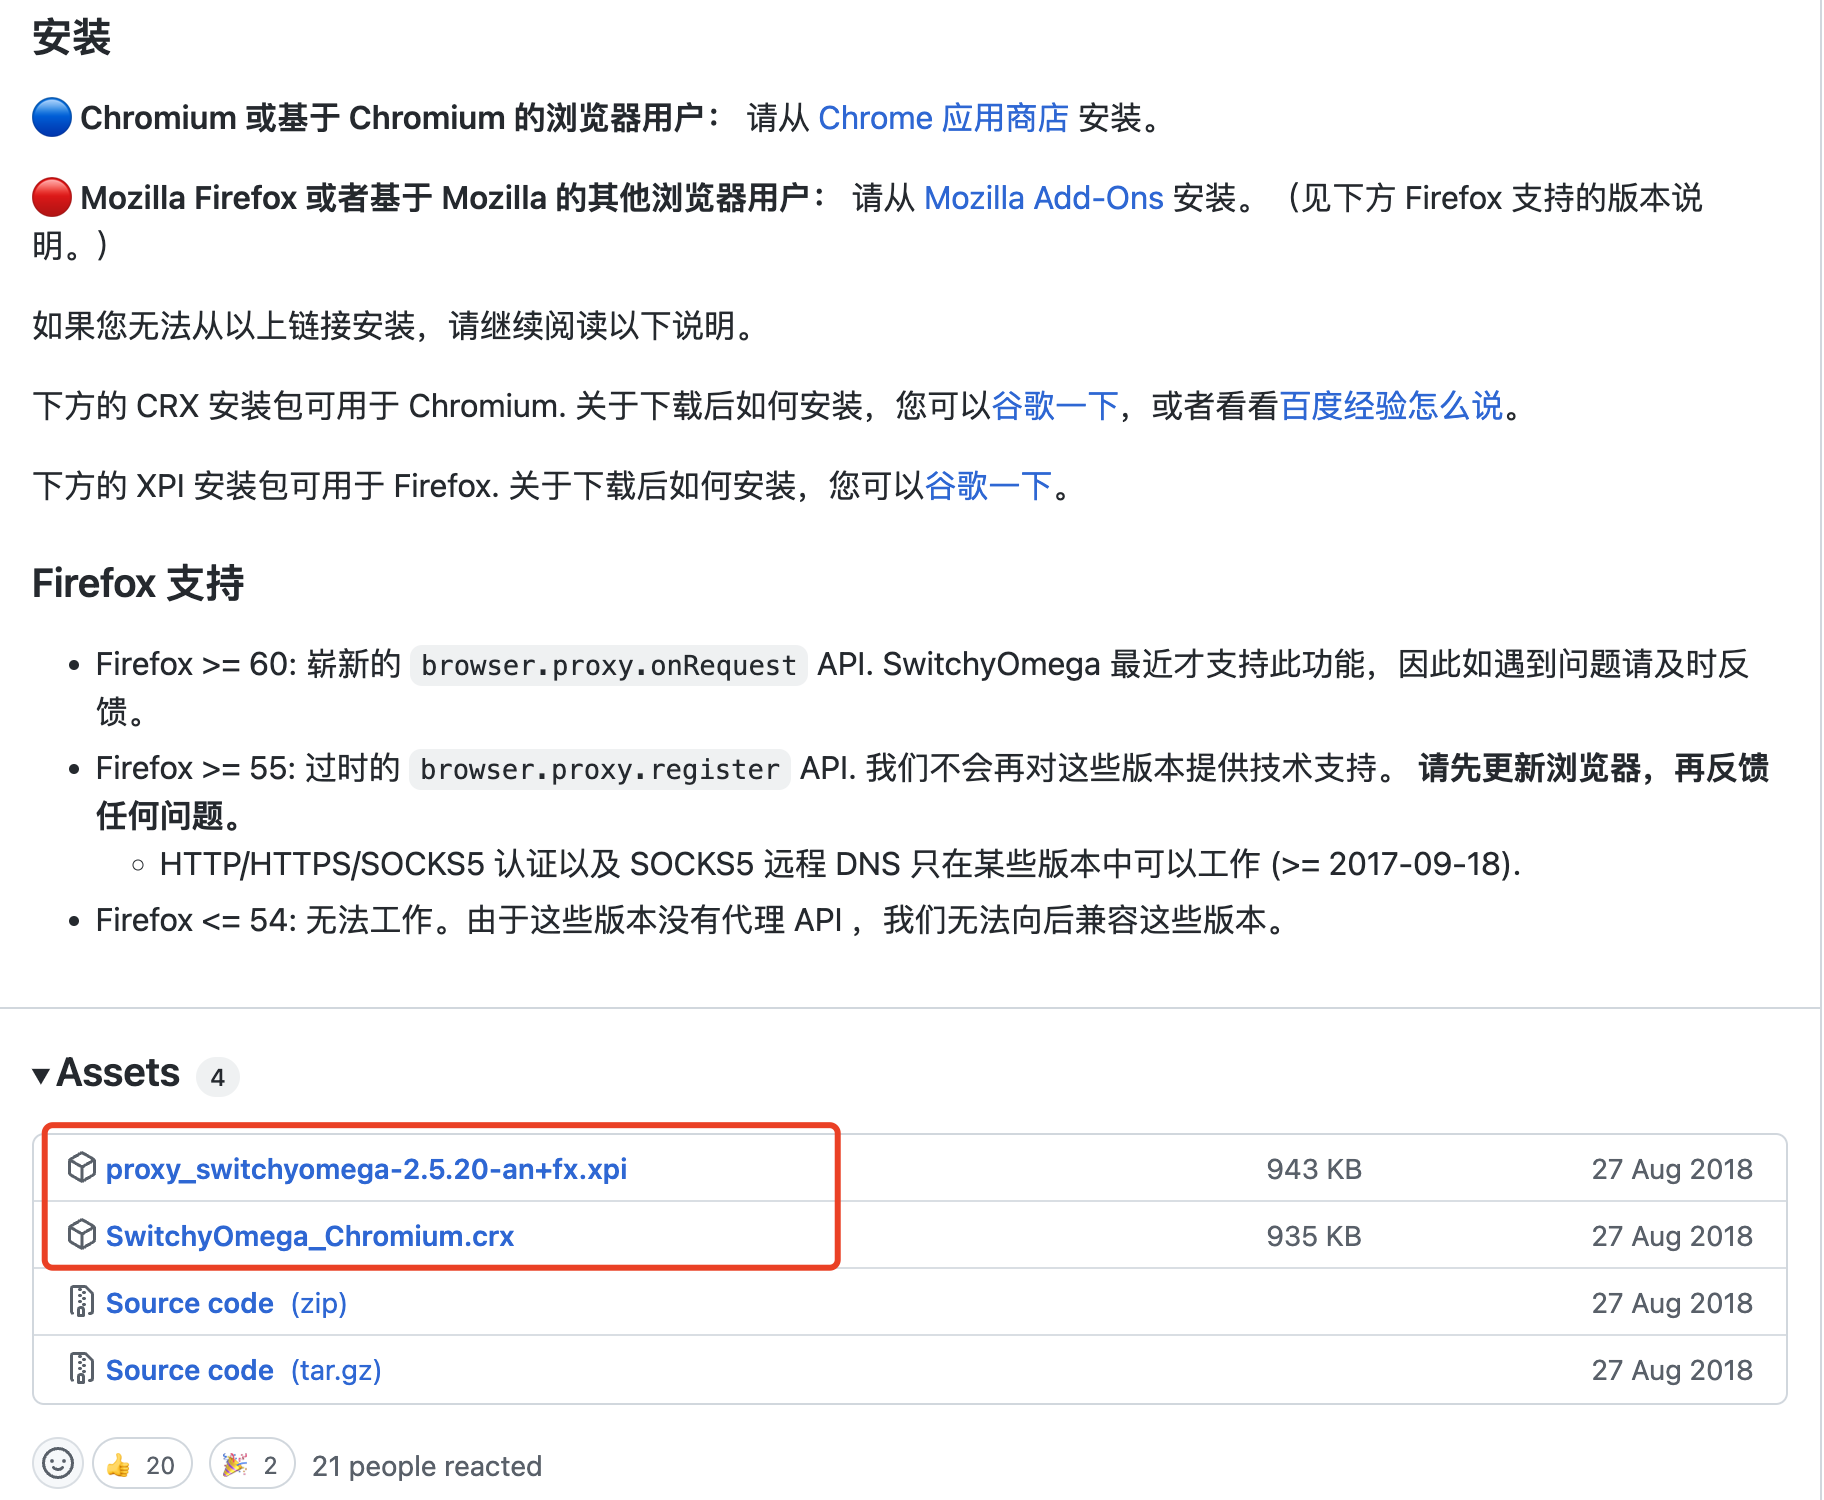 安装
Chromium 或基于 Chromium 的浏览器用户： 请从 Chrome 应用商店 安装。
Mozilla Firefox 或者基于 Mozilla 的其他浏览器用户： 请从 Mozilla Add-Ons 安装。（见下方 Firefox 支持的版本说
明。）
如果您无法从以上链接安装，请继续阅读以下说明。
下方的 CRX 安装包可用于 Chromium. 关于下载后如何安装，您可以谷歌一下，或者看看百度经验怎么说。
下方的 XPI 安装包可用于 Firefox. 关于下载后如何安装，您可以谷歌一下。
Firefox 支持
• Firefox >= 60: 崭新的 browser.proxy.onRequest API. SwitchyOmega 最近才支持此功能，因此如遇到问题请及时反
馈。
• Firefox >= 55: 过时的 browser.proxy.register API. 我们不会再对这些版本提供技术支持。 请先更新浏览器，再反馈
任何问题。
◦ HTTP/HTTPS/SOCKS5 认证以及 SOCKS5 远程 DNS 只在某些版本中可以工作 (>= 2017-09-18).
• Firefox <= 54: 无法工作。由于这些版本没有代理 API ，我们无法向后兼容这些版本。
▾ Assets 4
proxy_switchyomega-2.5.20-an+fx.xpi 943 KB 27 Aug 2018
SwitchyOmega_Chromium.crx 935 KB 27 Aug 2018
Source code (zip) 27 Aug 2018
Source code (tar.gz) 27 Aug 2018
👍 20 🎉 2 21 people reacted